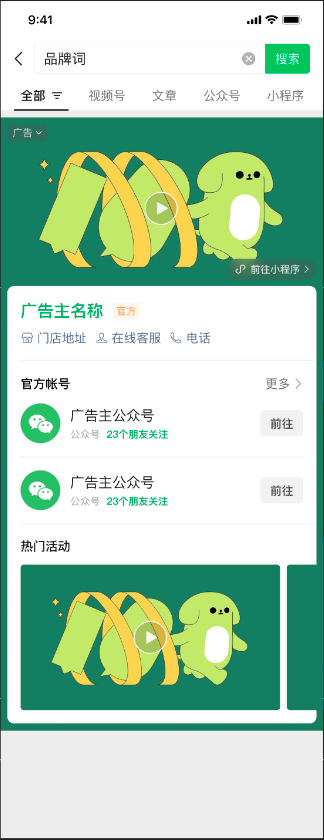 9:41
品牌词
搜索
全部 视频号 文章 公众号 小程序
广告
前往小程序
广告主名称 官方
门店地址 在线客服 电话
官方帐号 更多
广告主公众号
公众号 23个朋友关注
前往
广告主公众号
公众号 23个朋友关注
前往
热门活动